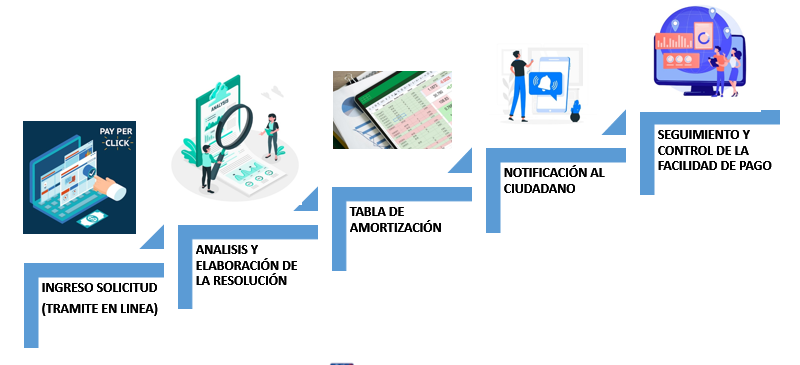 PAY PER
CLICK
INGRESO SOLICITUD
(TRAMITE EN LINEA)
ANALYSIS
ANALISIS Y
ELABORACIÓN DE
LA RESOLUCIÓN
TABLA DE
AMORTIZACIÓN
NOTIFICACIÓN AL
CIUDADANO
SEGUIMIENTO Y
CONTROL DE LA
FACILIDAD DE PAGO